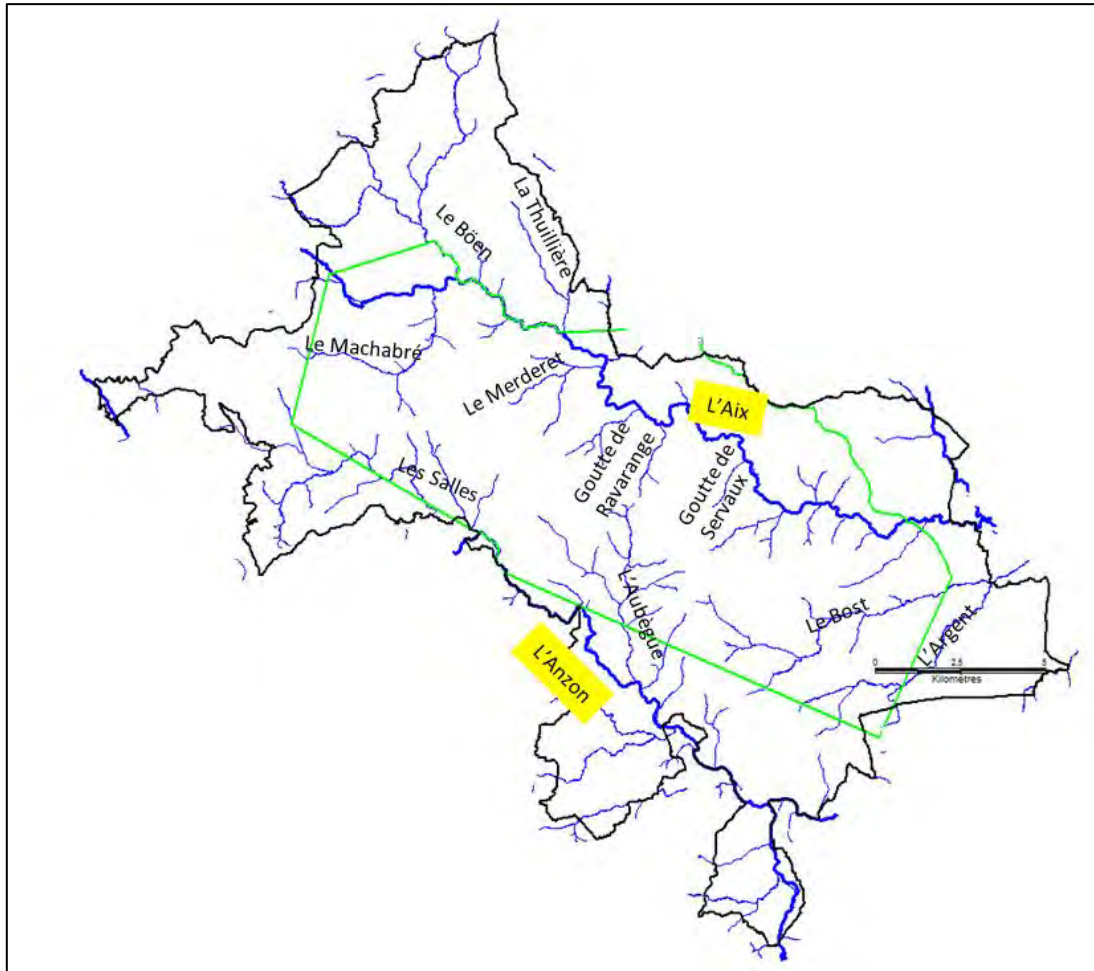 La Thuillière
Le Böen
Le Machabré
Le Merderet
L'Aix
Les Salles
Goutte de
Ravarange
Goutte de
Servaux
L'Aubègue
Le Bost
L'Argent
L'Anzon
0 2,5 5
Kilomètres